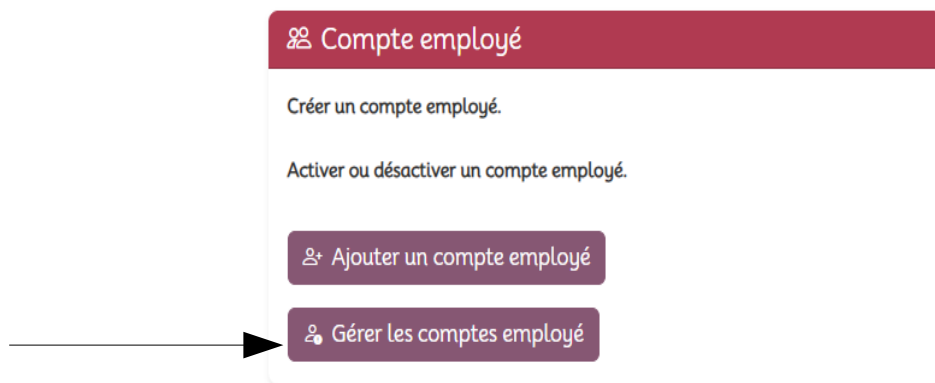 Compte employé
Créer un compte employé.
Activer ou désactiver un compte employé.
Ajouter un compte employé
Gérer les comptes employé